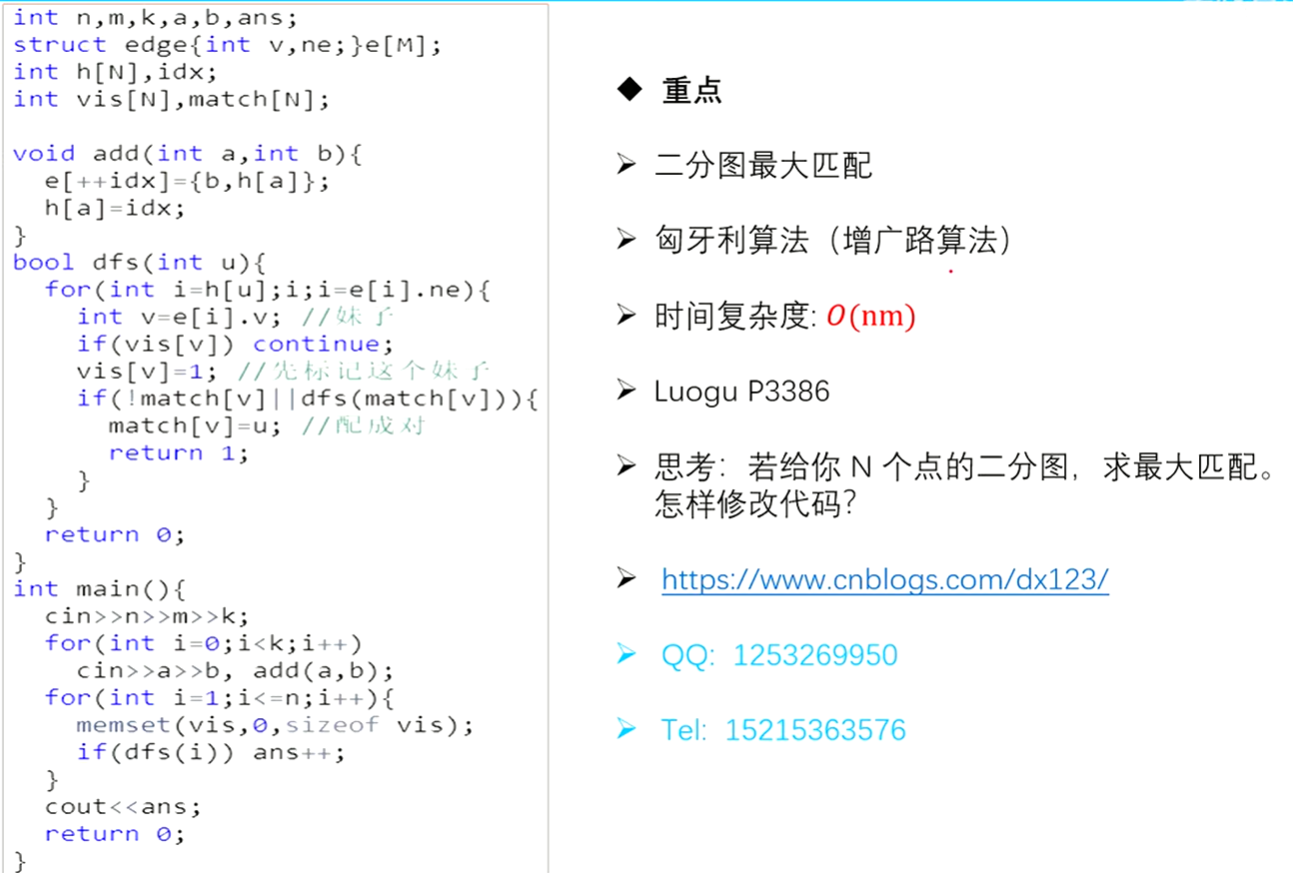 int n,m,k,a,b,ans;
struct edge{int v,ne;}e[M];
int h[N],idx;
int vis[N],match[N];
void add(int a,int b){
  e[++idx]={b,h[a]};
  h[a]=idx;
}
bool dfs(int u){
  for(int i=h[u];i;i=e[i].ne){
    int v=e[i].v; //妹子
    if(vis[v]) continue;
    vis[v]=1; //先标记这个妹子
    if(!match[v]||dfs(match[v])){
      match[v]=u; //配成对
      return 1;
    }
  }
  return 0;
}
int main(){
  cin>>n>>m>>k;
  for(int i=0;i<k;i++)
    cin>>a>>b, add(a,b);
  for(int i=1;i<=n;i++){
    memset(vis,0,sizeof vis);
    if(dfs(i)) ans++;
  }
  cout<<ans;
  return 0;
}
◆ 重点
➢ 二分图最大匹配
➢ 匈牙利算法（增广路算法）
➢ 时间复杂度: O(nm)
➢ Luogu P3386
➢ 思考：若给你 N 个点的二分图，求最大匹配。
怎样修改代码？
➢ https://www.cnblogs.com/dx123/
➢ QQ: 1253269950
➢ Tel: 15215363576